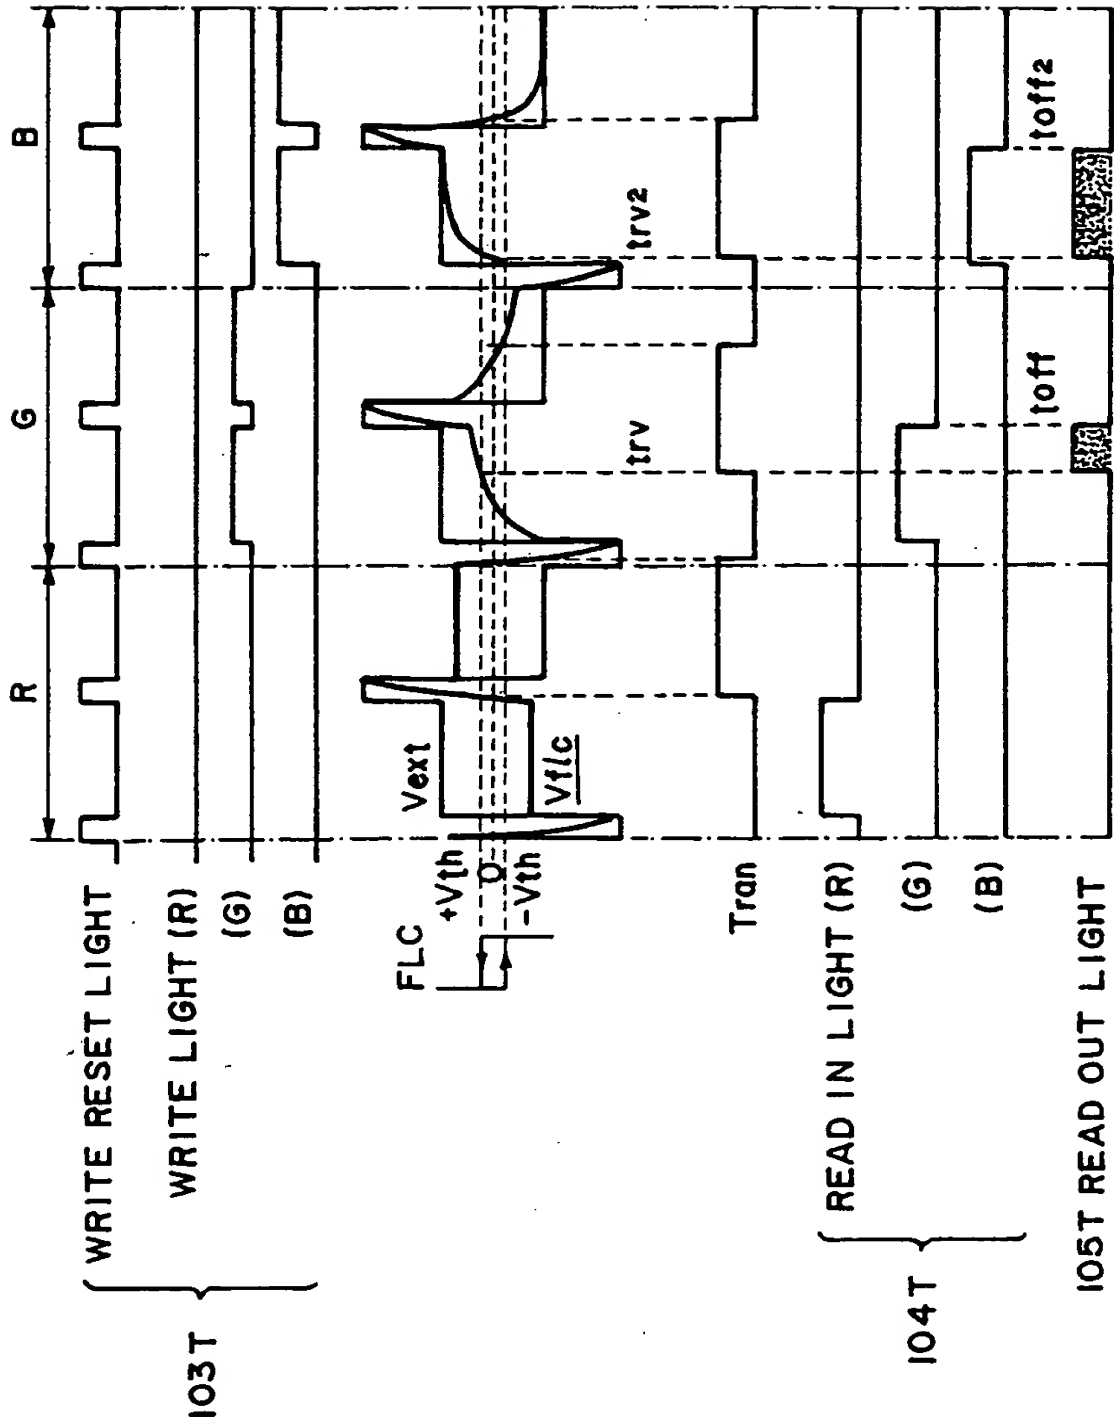 R
G
B
103T
WRITE RESET LIGHT
WRITE LIGHT (R)
(G)
(B)
FLC
+Vth
0
-Vth
Vext
Vflc
trv
trv2
Tran
104T
READ IN LIGHT (R)
(G)
(B)
toff
toff2
105T READ OUT LIGHT